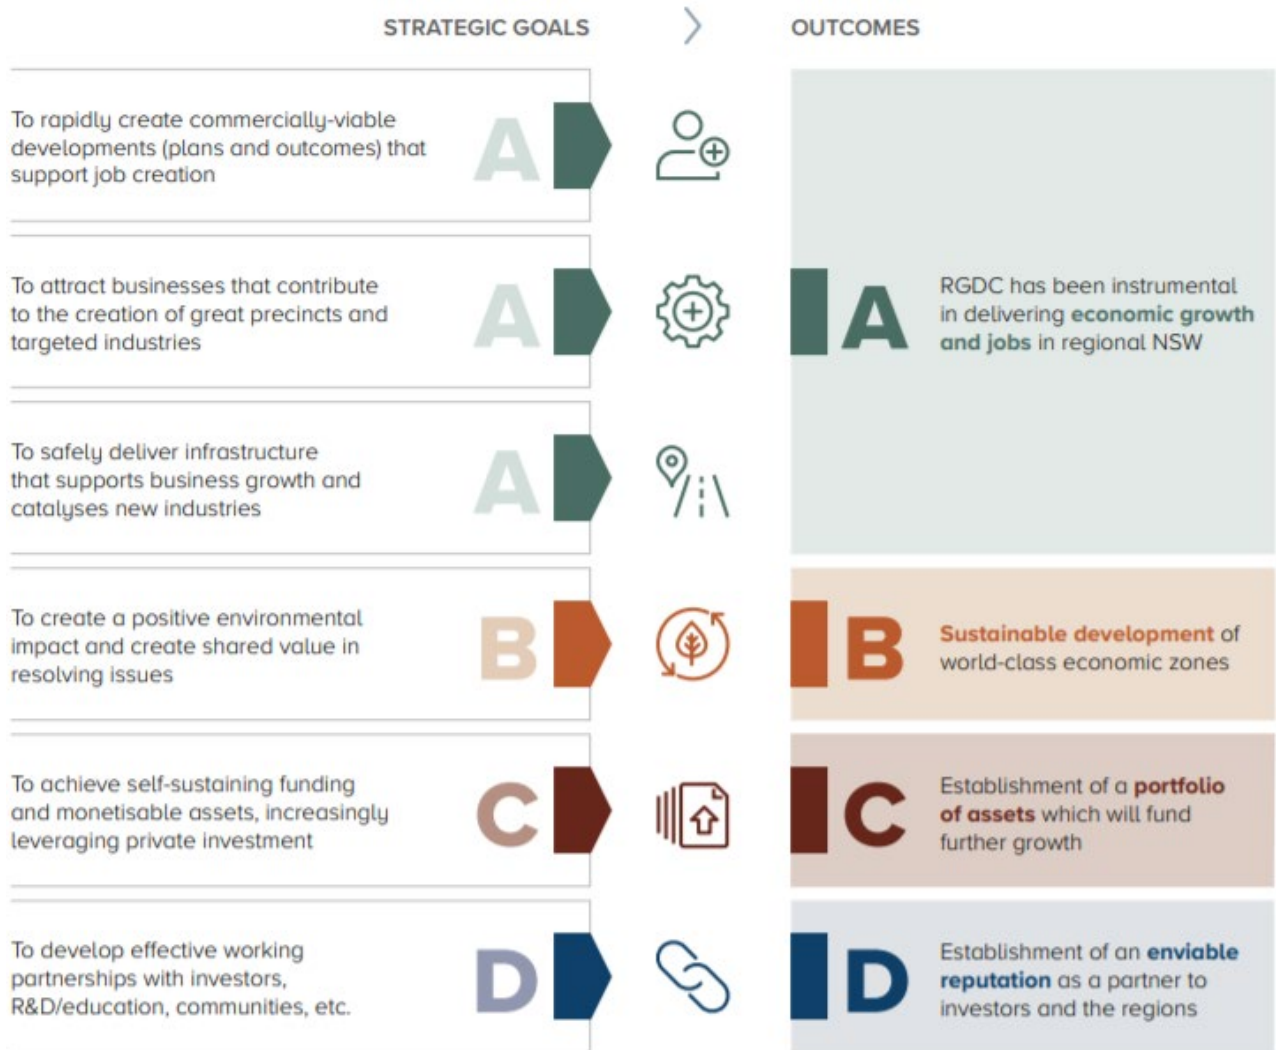 STRATEGIC GOALS
OUTCOMES
To rapidly create commercially-viable
developments (plans and outcomes) that
support job creation
A
To attract businesses that contribute
to the creation of great precincts and
targeted industries
A
To safely deliver infrastructure
that supports business growth and
catalyses new industries
A
A
RGDC has been instrumental
in delivering economic growth
and jobs in regional NSW
To create a positive environmental
impact and create shared value in
resolving issues
B
B
Sustainable development of
world-class economic zones
To achieve self-sustaining funding
and monetisable assets, increasingly
leveraging private investment
C
C
Establishment of a portfolio
of assets which will fund
further growth
To develop effective working
partnerships with investors,
R&D/education, communities, etc.
D
D
Establishment of an enviable
reputation as a partner to
investors and the regions